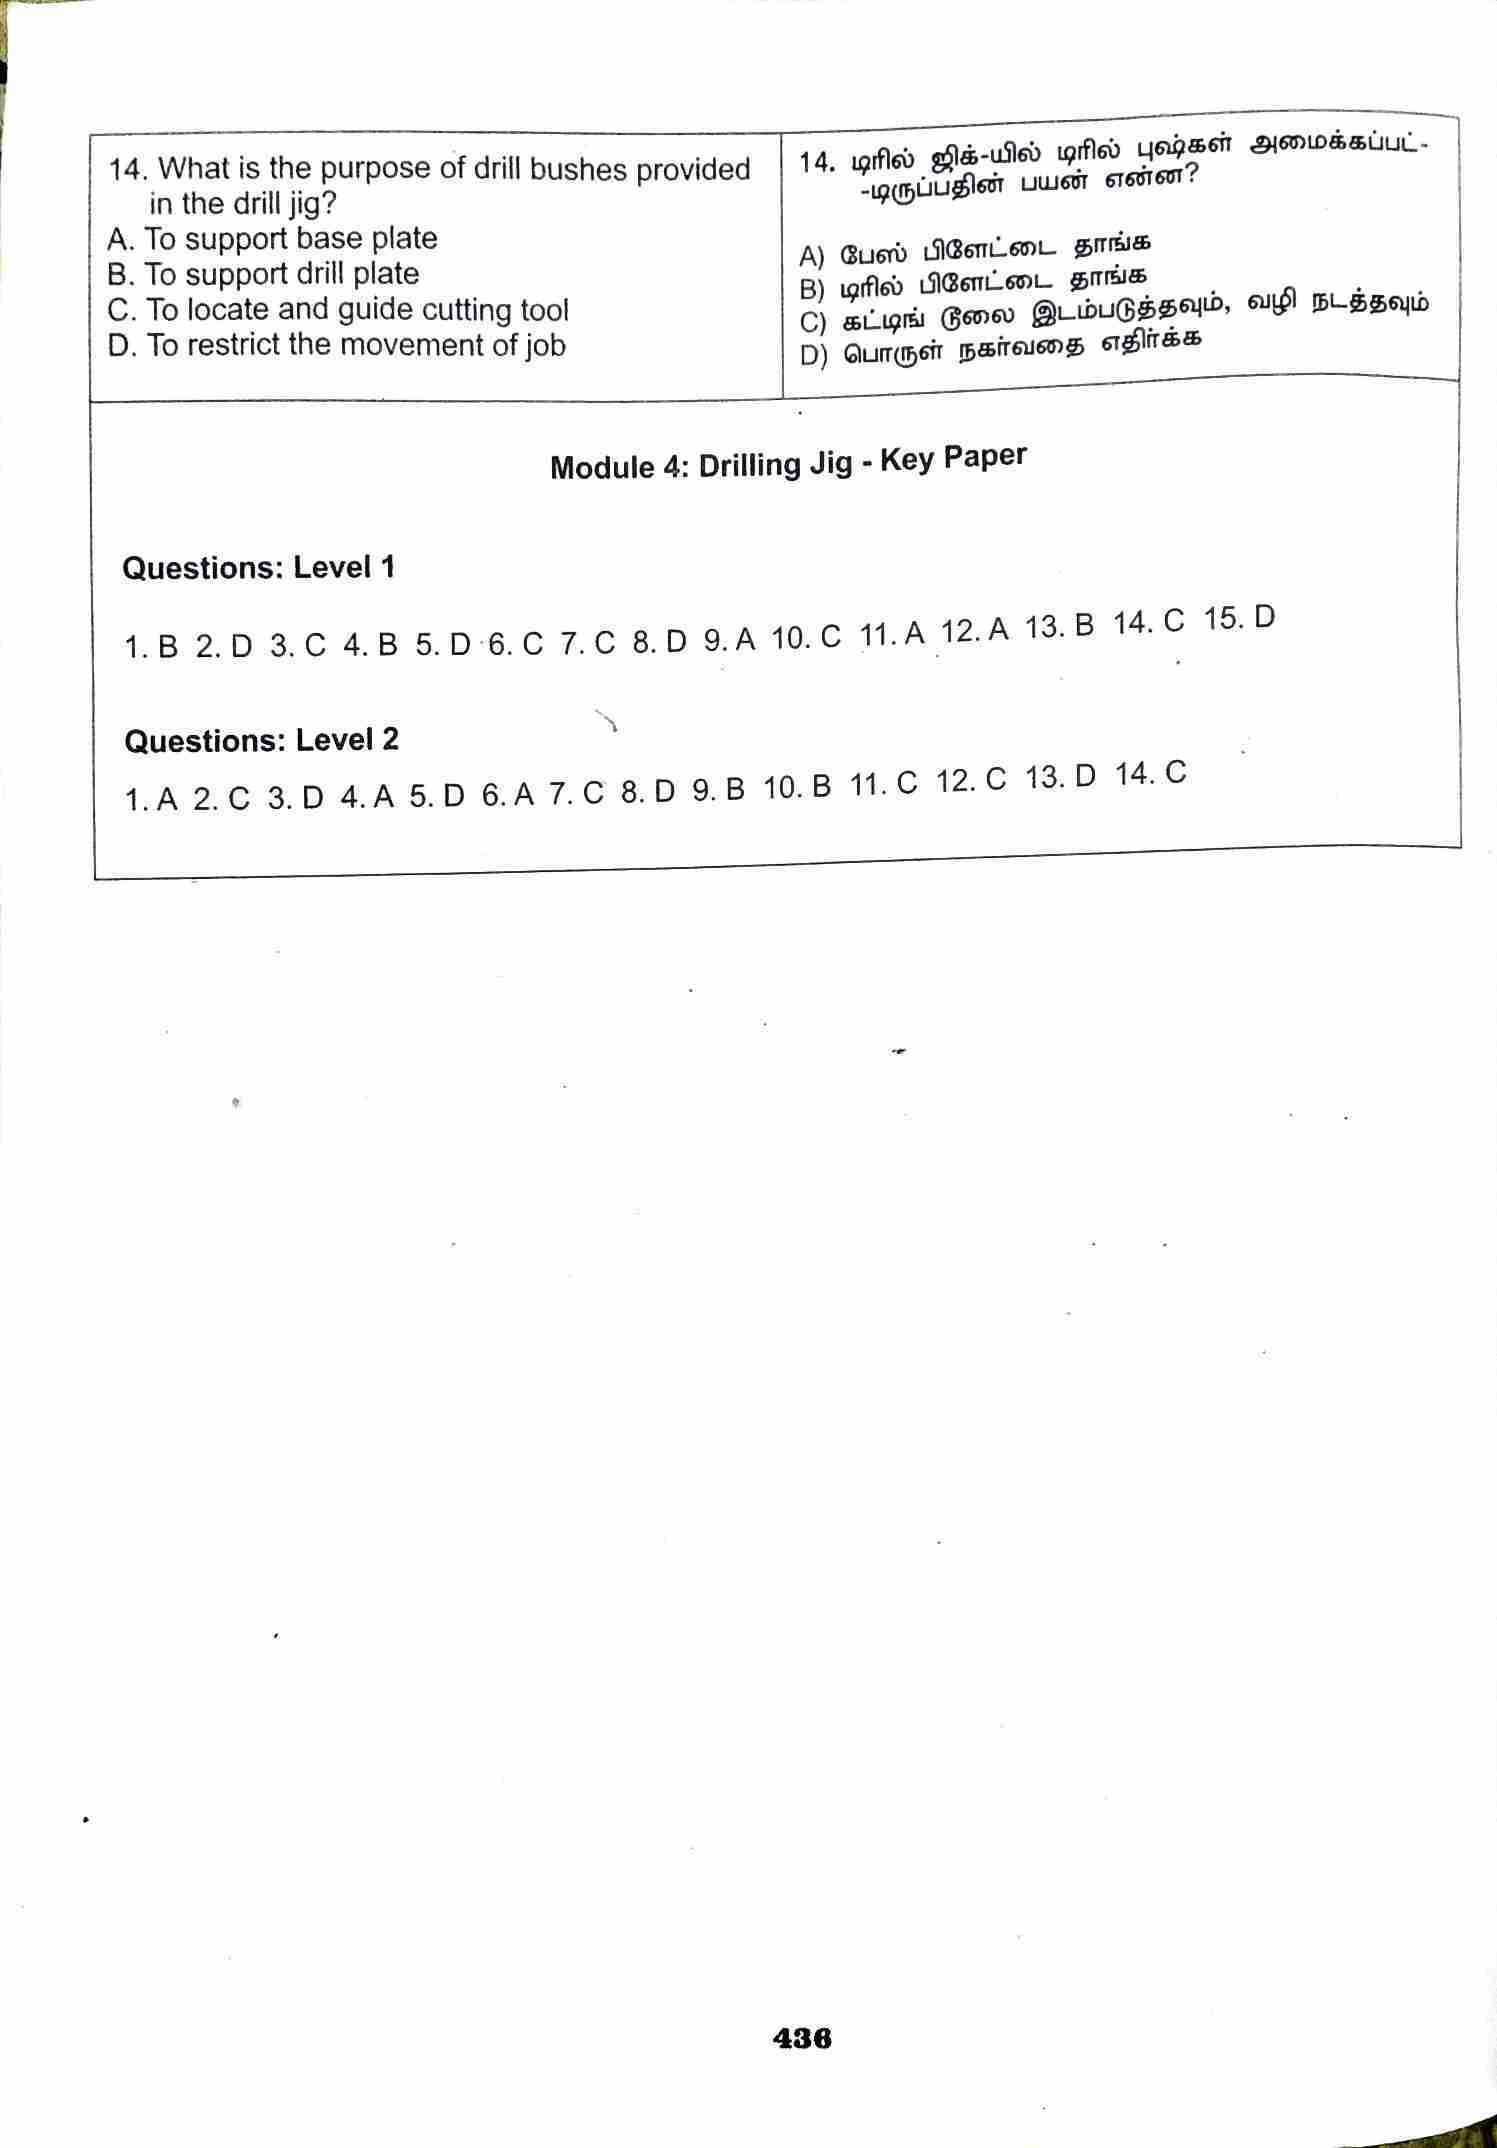 14. What is the purpose of drill bushes provided
in the drill jig?
A. To support base plate
B. To support drill plate
C. To locate and guide cutting tool
D. To restrict the movement of job
14. டிரில் ஜிக்-யில் டிரில் புஷ்கள் அமைக்கப்பட்-
-டிருப்பதின் பயன் என்ன?
A) பேஸ் பிளேட்டை தாங்க
B) டிரில் பிளேட்டை தாங்க
C) கட்டிங் டூலை இடம்படுத்தவும், வழி நடத்தவும்
D) பொருள் நகர்வதை எதிர்க்க
Module 4: Drilling Jig - Key Paper
Questions: Level 1
1. B 2. D 3. C 4. B 5. D 6. C 7. C 8. D 9. A 10. C 11. A 12. A 13. B 14. C 15. D
Questions: Level 2
1. A 2. C 3. D 4. A 5. D 6. A 7. C 8. D 9. B 10. B 11. C 12. C 13. D 14. C
436